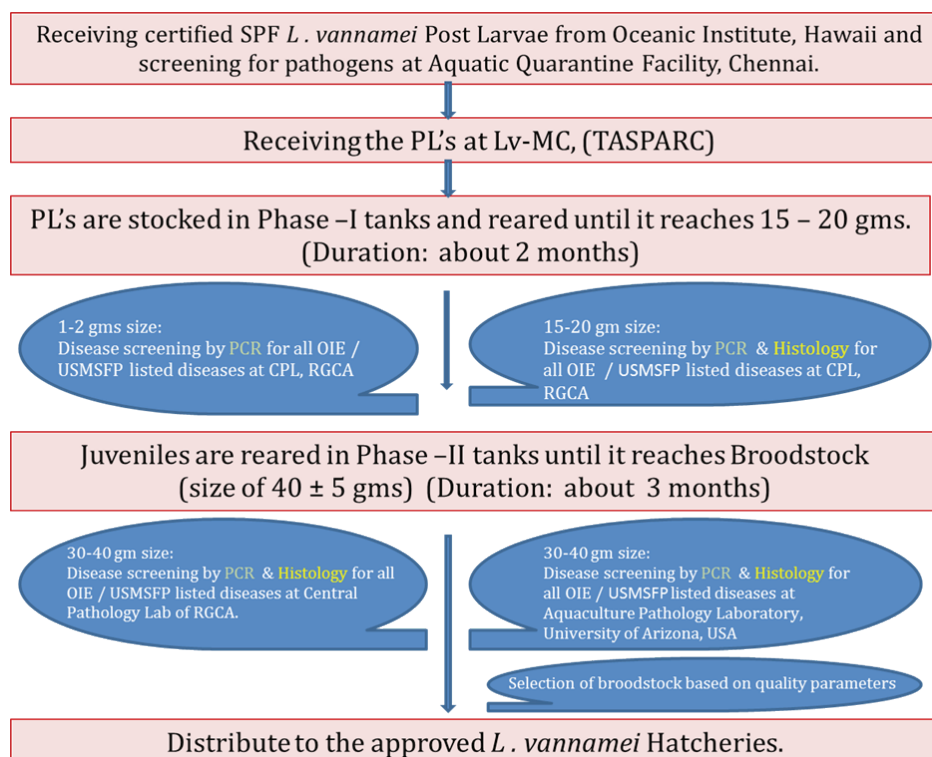 Receiving certified SPF L. vannamei Post Larvae from Oceanic Institute, Hawaii and
screening for pathogens at Aquatic Quarantine Facility, Chennai.
Receiving the PL's at Lv-MC, (TASPARC)
PL's are stocked in Phase –I tanks and reared until it reaches 15 – 20 gms.
(Duration: about 2 months)
1-2 gms size:
Disease screening by PCR for all OIE /
USMSFP listed diseases at CPL, RGCA
15-20 gm size:
Disease screening by PCR & Histology for
all OIE / USMSFP listed diseases at CPL,
RGCA
Juveniles are reared in Phase –II tanks until it reaches Broodstock
(size of 40 ± 5 gms) (Duration: about 3 months)
30-40 gm size:
Disease screening by PCR & Histology for all
OIE / USMSFP listed diseases at Central
Pathology Lab of RGCA.
30-40 gm size:
Disease screening by PCR & Histology for
all OIE / USMSFP listed diseases at
Aquaculture Pathology Laboratory,
University of Arizona, USA
Selection of broodstock based on quality parameters
Distribute to the approved L . vannamei Hatcheries.